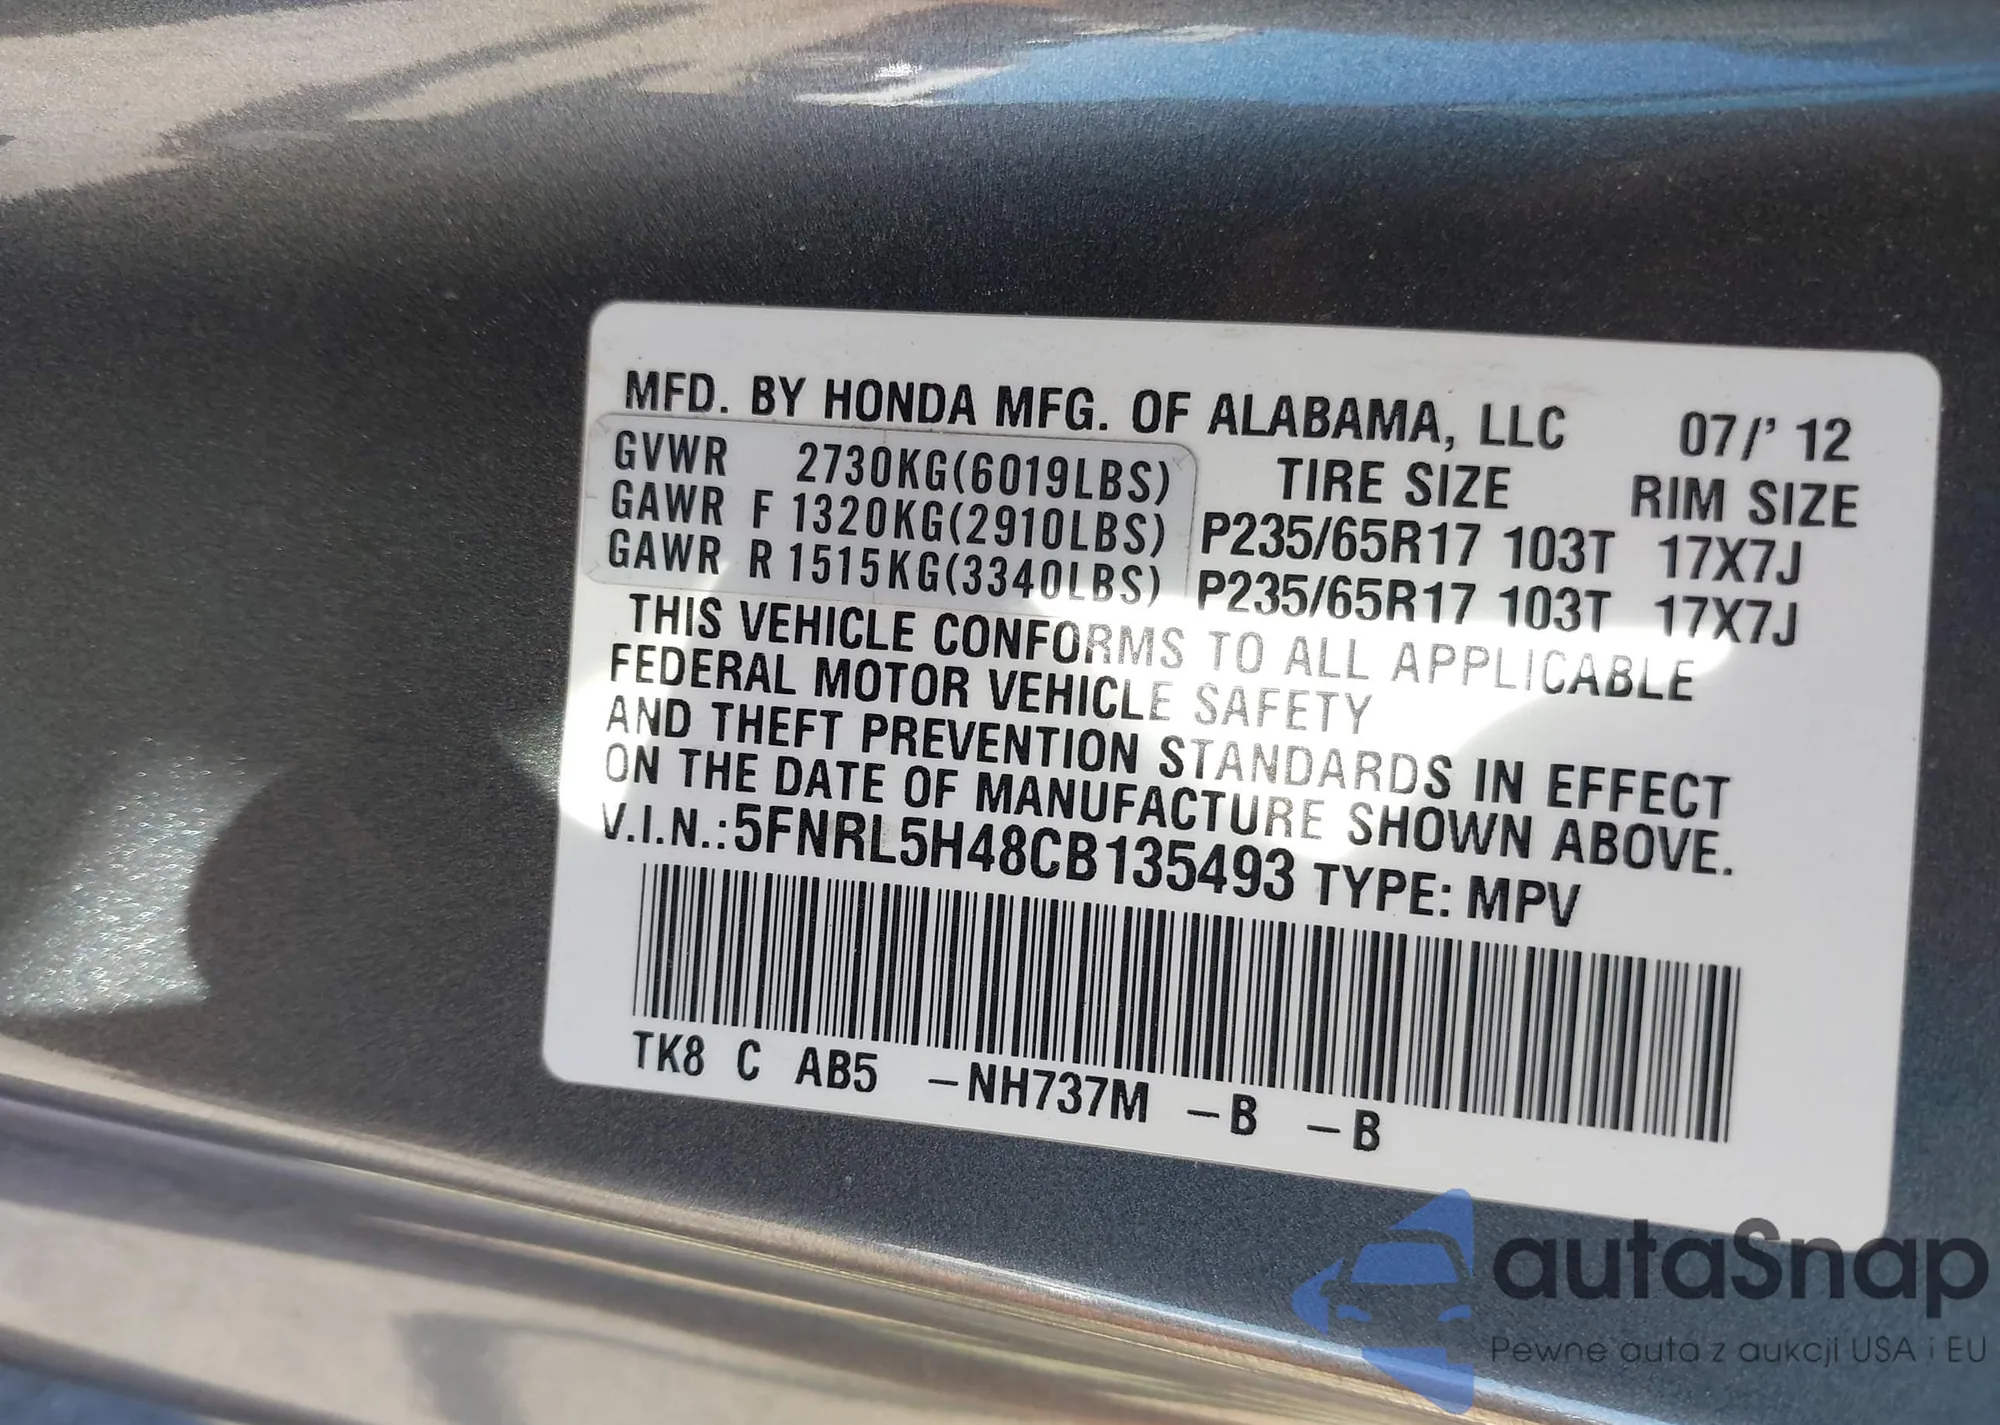 MFD. BY HONDA MFG. OF ALABAMA, LLC 07/' 12
GVWR 2730KG(6019LBS) TIRE SIZE RIM SIZE
GAWR F 1320KG(2910LBS) P235/65R17 103T 17X7J
GAWR R 1515KG(3340LBS) P235/65R17 103T 17X7J
THIS VEHICLE CONFORMS TO ALL APPLICABLE
FEDERAL MOTOR VEHICLE SAFETY
AND THEFT PREVENTION STANDARDS IN EFFECT
ON THE DATE OF MANUFACTURE SHOWN ABOVE.
V.I.N.:5FNRL5H48CB135493 TYPE: MPV
TK8 C AB5 –NH737M –B –B
autaSnap
Pewne auta z aukcji USA i EU